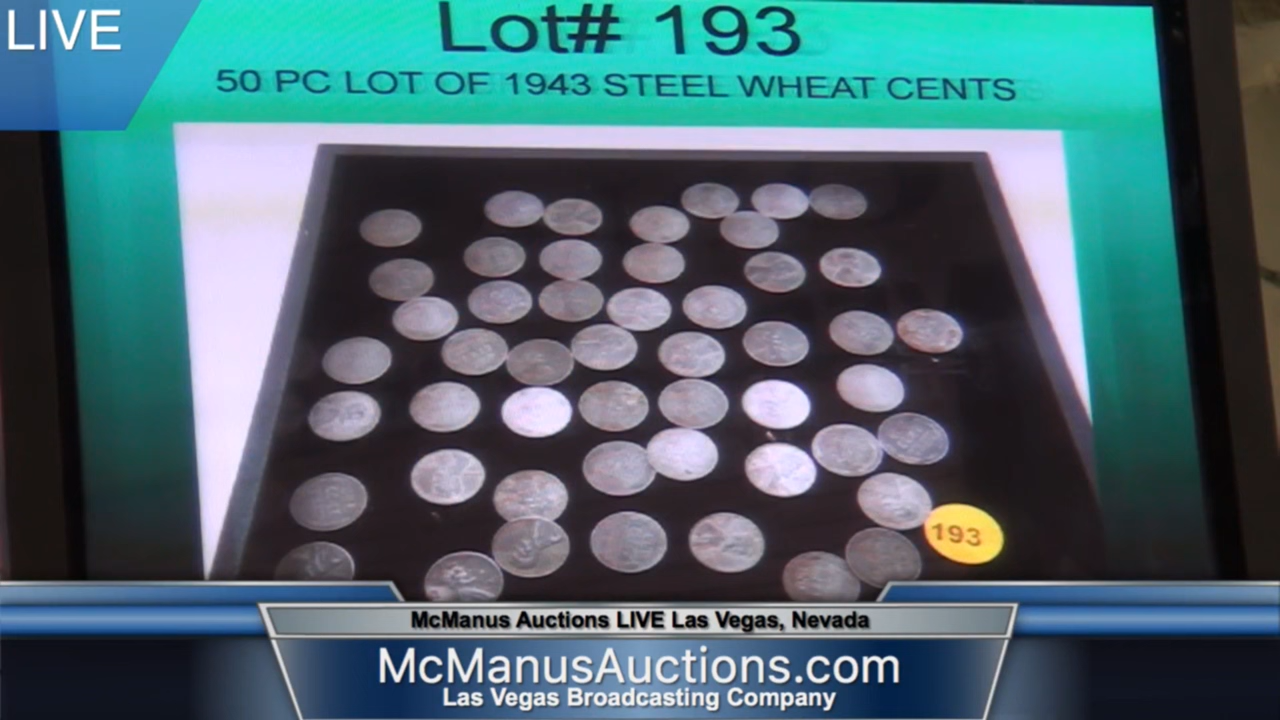 LIVE
Lot# 193
50 PC LOT OF 1943 STEEL WHEAT CENTS
193
McManus Auctions LIVE Las Vegas, Nevada
McManusAuctions.com
Las Vegas Broadcasting Company